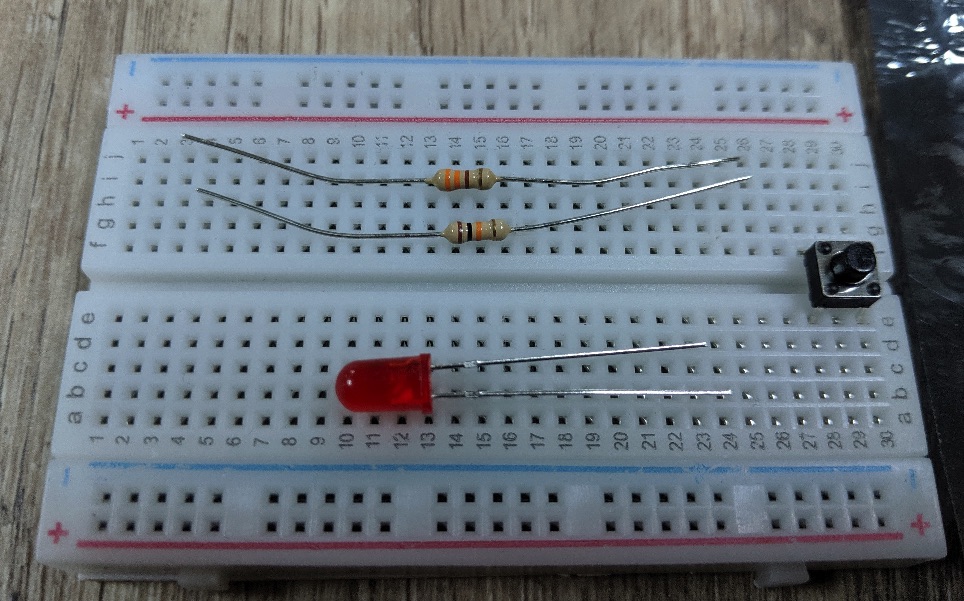 + +
1 2 3 4 5 6 7 8 9 10 11 12 13 14 15 16 17 18 19 20 21 22 23 24 25 26 27 28 29 30
j j
i i
h h
g g
f
e e
d d
c c
b b
a a
1 2 3 4 5 6 7 8 9 10 11 12 13 14 15 16 17 18 19 20 21 22 23 24 25 26 27 28 29 30
- -
+ +